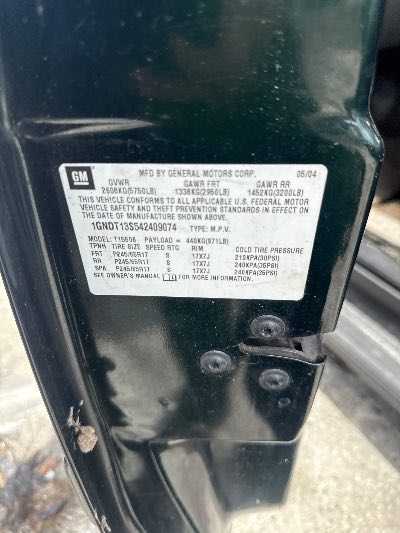 GM
MFD BY GENERAL MOTORS CORP. 05/04
GVWR GAWR FRT GAWR RR
2608KG(5750LB) 1338KG(2950LB) 1452KG(3200LB)
THIS VEHICLE CONFORMS TO ALL APPLICABLE U.S. FEDERAL MOTOR
VEHICLE SAFETY AND THEFT PREVENTION STANDARDS IN EFFECT ON
THE DATE OF MANUFACTURE SHOWN ABOVE.
1GNDT13S542409074 TYPE: M.P.V.
MODEL: T15506 PAYLOAD = 440KG(971LB)
TPNH TIRE SIZE SPEED RTG RIM COLD TIRE PRESSURE
FRT P245/65R17 S 17X7J 210KPA(30PSI)
RR P245/65R17 S 17X7J 240KPA(35PSI)
SPA P245/65R17 S 17X7J 240KPA(35PSI)
SEE OWNER'S MANUAL FOR MORE INFORMATION.